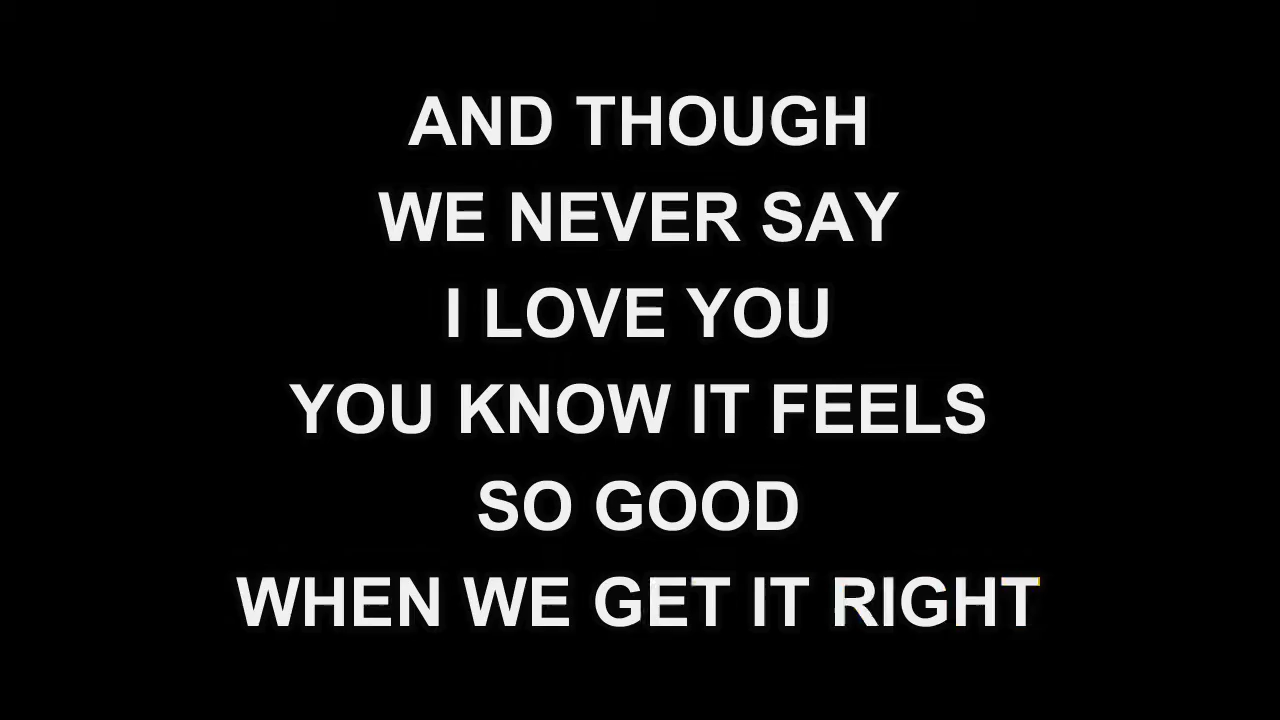 AND THOUGH
WE NEVER SAY
I LOVE YOU
YOU KNOW IT FEELS
SO GOOD
WHEN WE GET IT RIGHT